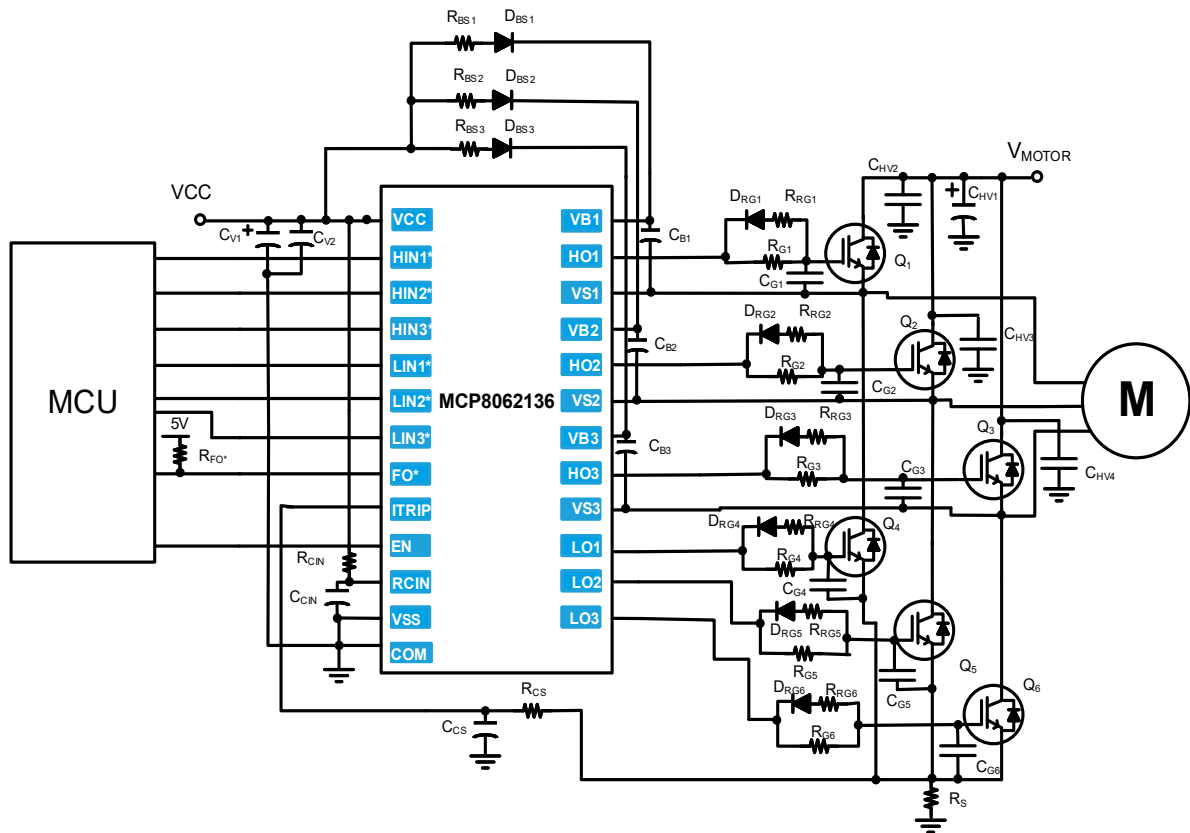 RBS1
DBS1
RBS2
DBS2
RBS3
DBS3
VMOTOR
CHV2
CHV1
VCC
CV1
CV2
VCC
HIN1*
HIN2*
HIN3*
LIN1*
LIN2*
LIN3*
FO*
ITRIP
EN
RCIN
VSS
COM
MCP8062136
VB1
HO1
VS1
VB2
HO2
VS2
VB3
HO3
VS3
LO1
LO2
LO3
MCU
5V
RFO*
RCIN
CCIN
CB1
CB2
CB3
DRG1
RRG1
RG1
CG1
Q1
DRG2
RRG2
RG2
CG2
Q2
CHV3
M
DRG3
RRG3
RG3
CG3
Q3
CHV4
DRG4
RRG4
RG4
CG4
Q4
DRG5
RRG5
RG5
CG5
Q5
DRG6
RRG6
RG6
CG6
Q6
RCS
CCS
RS